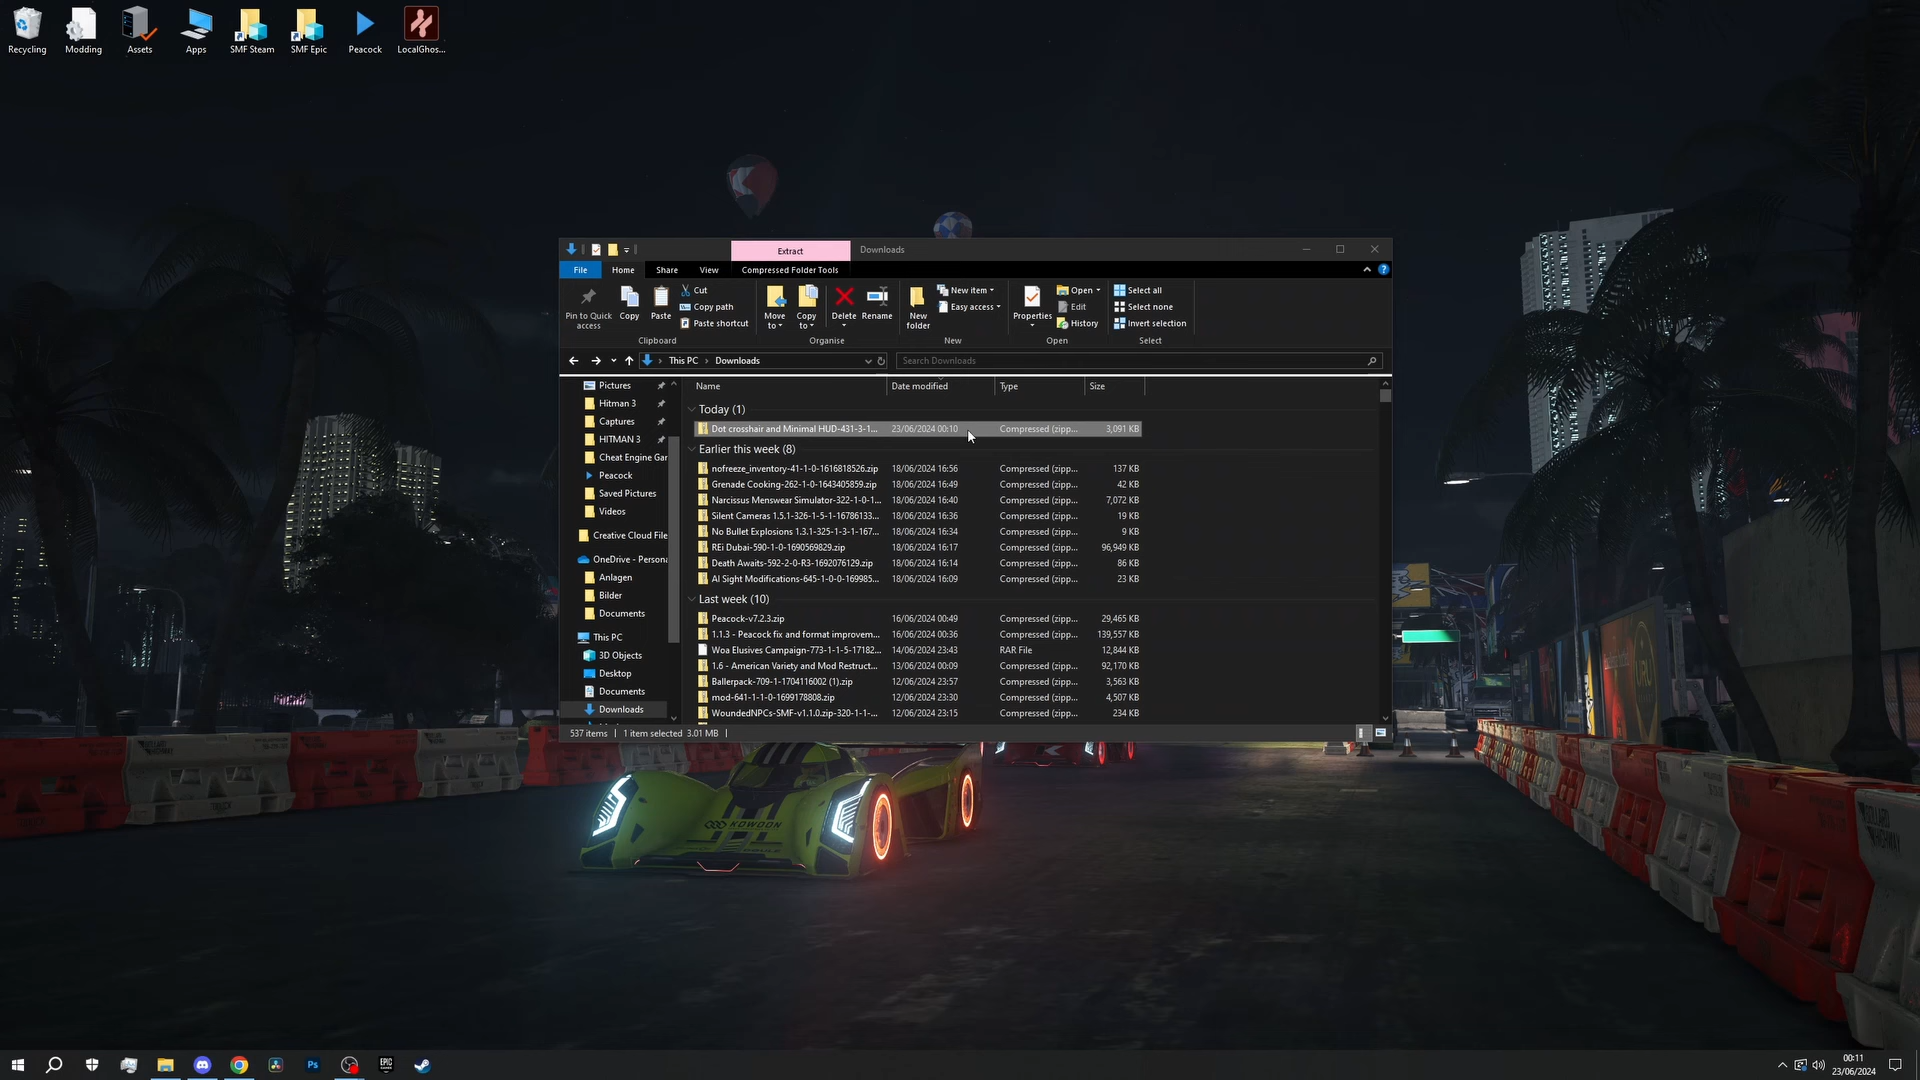 Recycling
Modding
Assets
Apps
SMF Steam
SMF Epic
Peacock
LocalGhos...
Extract
Downloads
File
Home
Share
View
Compressed Folder Tools
Pin to Quick access
Copy
Paste
Cut
Copy path
Paste shortcut
Move to
Copy to
Delete
Rename
New folder
New item
Easy access
Properties
Open
Edit
History
Select all
Select none
Invert selection
Clipboard
Organise
New
Open
Select
This PC
Downloads
Search Downloads
Name
Date modified
Type
Size
Today (1)
Dot crosshair and Minimal HUD-431-3-1... 23/06/2024 00:10 Compressed (zipp... 3,091 KB
Earlier this week (8)
nofreeze_inventory-41-1-0-1616818526.zip 18/06/2024 16:56 Compressed (zipp... 137 KB
Grenade Cooking-262-1-0-1643405859.zip 18/06/2024 16:49 Compressed (zipp... 42 KB
Narcissus Menswear Simulator-322-1-0-1... 18/06/2024 16:40 Compressed (zipp... 7,072 KB
Silent Cameras 1.5.1-326-1-5-1-16786133... 18/06/2024 16:36 Compressed (zipp... 19 KB
No Bullet Explosions 1.3.1-325-1-3-1-167... 18/06/2024 16:34 Compressed (zipp... 9 KB
REi Dubai-590-1-0-1690569829.zip 18/06/2024 16:17 Compressed (zipp... 96,949 KB
Death Awaits-592-2-0-R3-1692076129.zip 18/06/2024 16:14 Compressed (zipp... 86 KB
AI Sight Modifications-645-1-0-0-169985... 18/06/2024 16:09 Compressed (zipp... 23 KB
Last week (10)
Peacock-v7.2.3.zip 16/06/2024 00:49 Compressed (zipp... 29,465 KB
1.1.3 - Peacock fix and format improvem... 16/06/2024 00:36 Compressed (zipp... 139,557 KB
Woa Elusives Campaign-773-1-1-5-17182... 14/06/2024 23:43 RAR File 12,844 KB
1.6 - American Variety and Mod Restruct... 13/06/2024 00:09 Compressed (zipp... 92,170 KB
Ballerpack-709-1-1704116002 (1).zip 12/06/2024 23:57 Compressed (zipp... 3,563 KB
mod-641-1-1-0-1699178808.zip 12/06/2024 23:30 Compressed (zipp... 4,507 KB
WoundedNPCs-SMF-v1.1.0.zip-320-1-1-... 12/06/2024 23:15 Compressed (zipp... 234 KB
Pictures
Hitman 3
Captures
HITMAN 3
Cheat Engine Gar
Peacock
Saved Pictures
Videos
Creative Cloud File
OneDrive - Persona
Anlagen
Bilder
Documents
This PC
3D Objects
Desktop
Documents
Downloads
537 items
1 item selected 3.01 MB
KOWOON
Ps
EPIC GAMES
00:11
23/06/2024